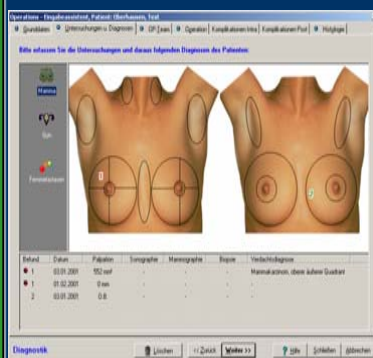 Operations - Eingabeassistent, Patient: Oberhausen, Test
Grunddaten Untersuchungen u. Diagnosen OP-Team Operation Komplikationen Intra Komplikationen Post Histologie
Bitte erfassen Sie die Untersuchungen und daraus folgenden Diagnosen des Patienten:
Mamma
Gyn
Befund Datum Palpation Sonographie Mammographie Biopsie Verdachtsdiagnose
1 03.01.2001 552 mm² - - - Mammakarzinom, oberer äußerer Quadrant
1 01.02.2001 0 mm - - - -
2 03.01.2001 O.B. - - -
Diagnostik Löschen << Zurück Weiter >> Hilfe Schließen Abbrechen